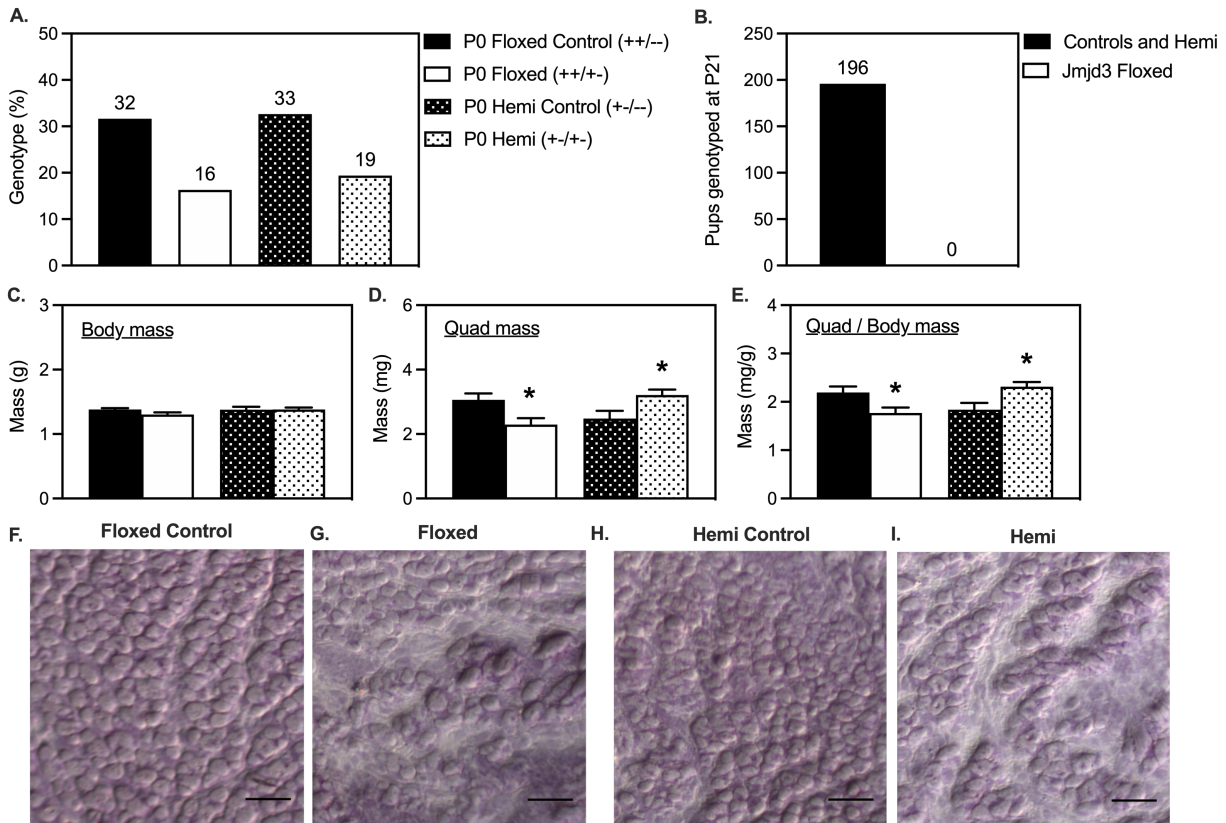 A.
50
40
30
20
10
0
Genotype (%)
32
16
33
19
P0 Floxed Control (++/--)
P0 Floxed (++/+-)
P0 Hemi Control (+-/--)
P0 Hemi (+-/+-)
B.
250
200
150
100
50
0
Pups genotyped at P21
196
0
Controls and Hemi
Jmjd3 Floxed
C.
3
2
1
0
Mass (g)
Body mass
D.
6
4
2
0
Mass (mg)
Quad mass
*
*
E.
4
3
2
1
0
Mass (mg/g)
Quad / Body mass
*
*
F.
Floxed Control
G.
Floxed
H.
Hemi Control
I.
Hemi